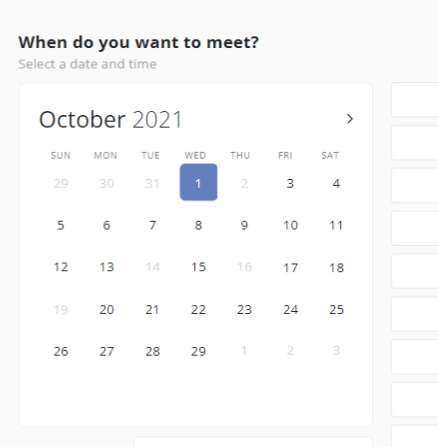 When do you want to meet?
Select a date and time
October 2021 >
SUN MON TUE WED THU FRI SAT
29 30 31 1 2 3 4
5 6 7 8 9 10 11
12 13 14 15 16 17 18
19 20 21 22 23 24 25
26 27 28 29 1 2 3